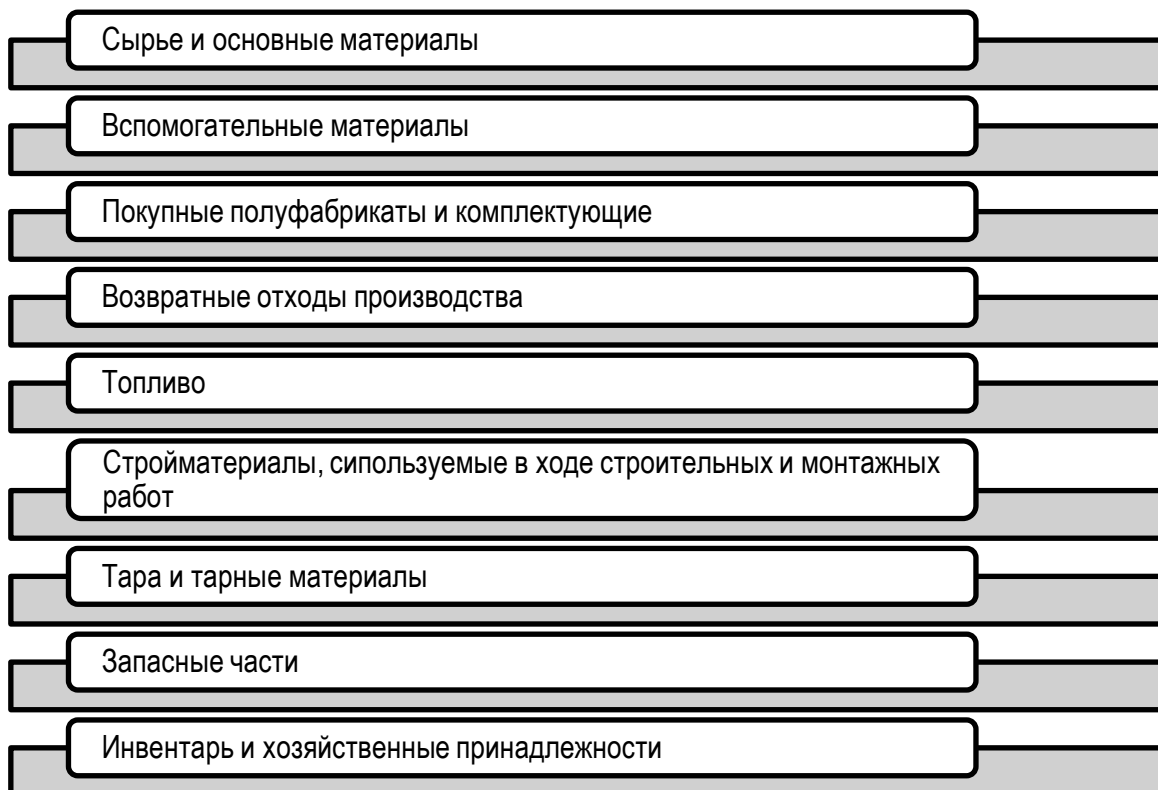 Сырье и основные материалы
Вспомогательные материалы
Покупные полуфабрикаты и комплектующие
Возвратные отходы производства
Топливо
Стройматериалы, сипользуемые в ходе строительных и монтажных
работ
Тара и тарные материалы
Запасные части
Инвентарь и хозяйственные принадлежности